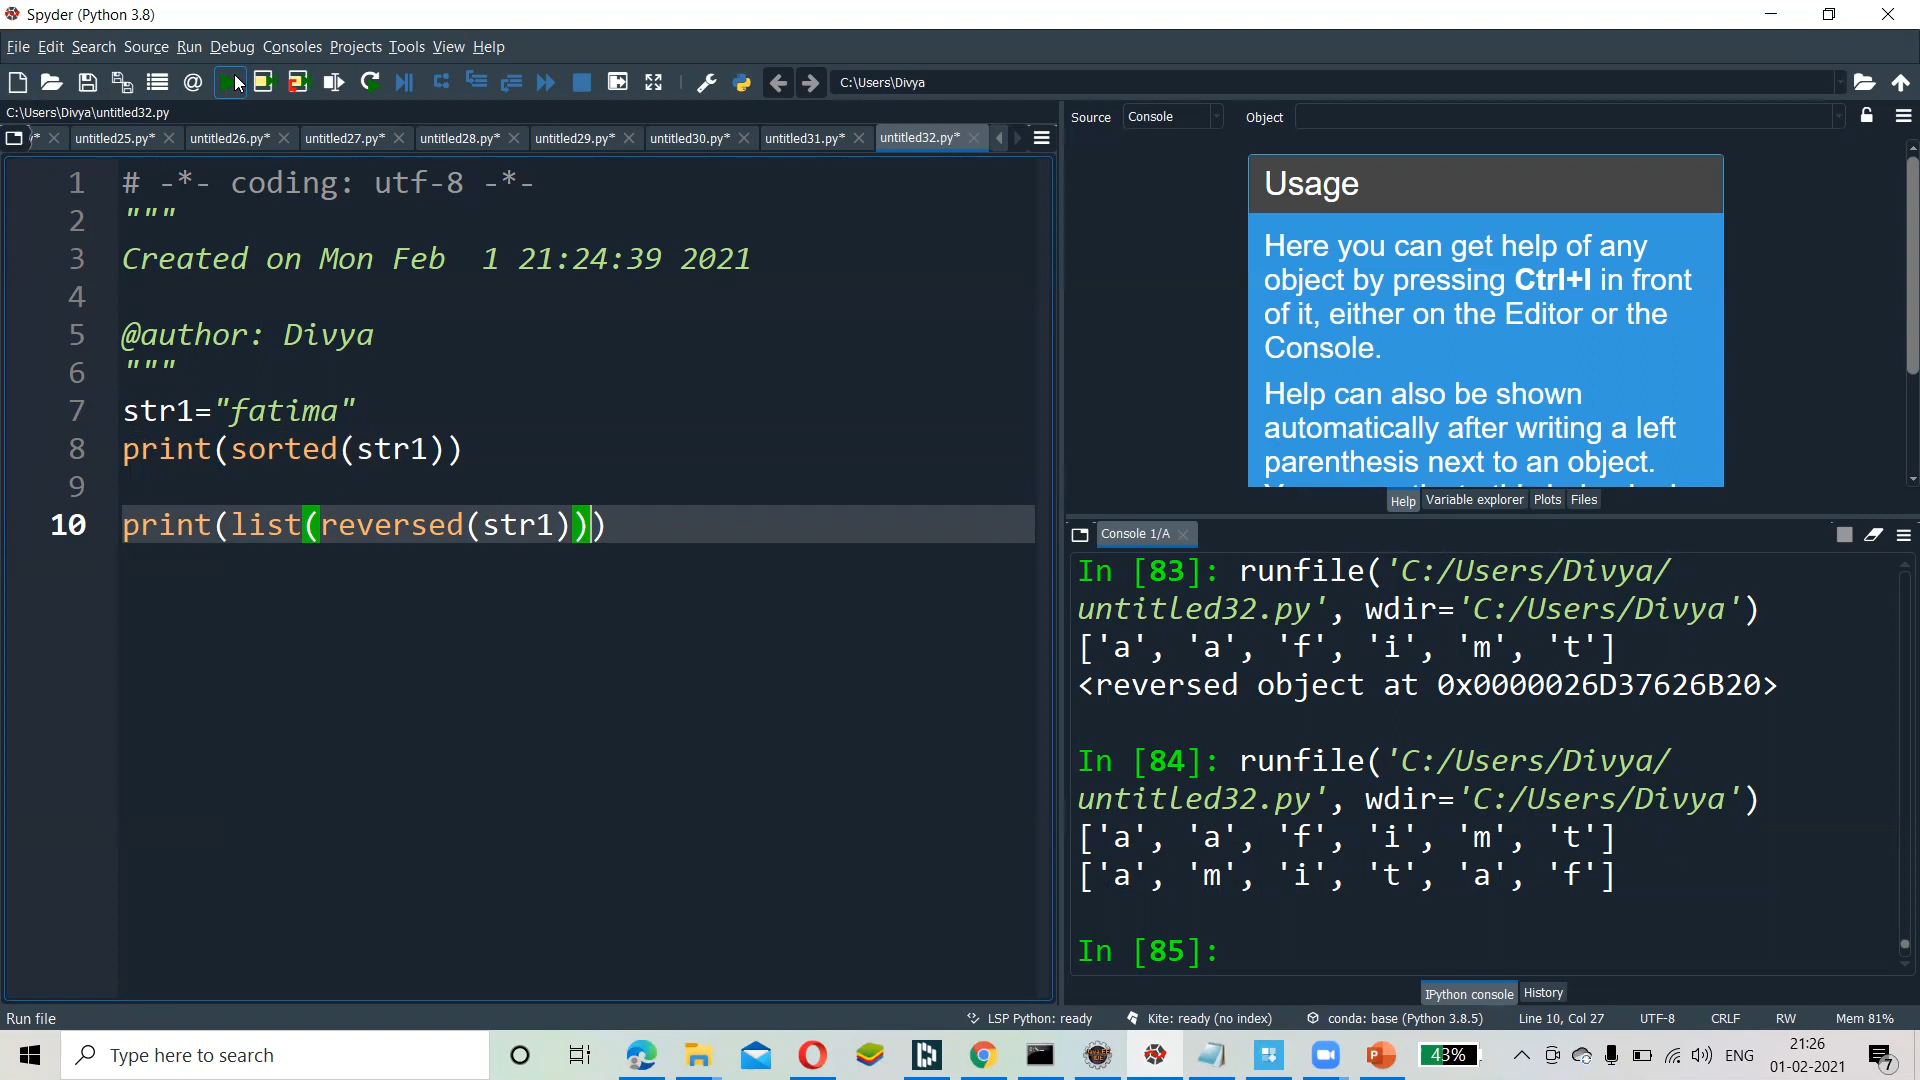 Spyder (Python 3.8)
File Edit Search Source Run Debug Consoles Projects Tools View Help
C:\Users\Divya
C:\Users\Divya\untitled32.py
untitled25.py* untitled26.py* untitled27.py* untitled28.py* untitled29.py* untitled30.py* untitled31.py* untitled32.py*
Source Console Object
1 # -*- coding: utf-8 -*-
2 """
3 Created on Mon Feb  1 21:24:39 2021
4
5 @author: Divya
6 """
7 str1="fatima"
8 print(sorted(str1))
9
10 print(list(reversed(str1)))
Usage
Here you can get help of any
object by pressing Ctrl+I in front
of it, either on the Editor or the
Console.
Help can also be shown
automatically after writing a left
parenthesis next to an object.
Help Variable explorer Plots Files
Console 1/A
In [83]: runfile('C:/Users/Divya/
untitled32.py', wdir='C:/Users/Divya')
['a', 'a', 'f', 'i', 'm', 't']
<reversed object at 0x0000026D37626B20>
In [84]: runfile('C:/Users/Divya/
untitled32.py', wdir='C:/Users/Divya')
['a', 'a', 'f', 'i', 'm', 't']
['a', 'm', 'i', 't', 'a', 'f']
In [85]:
IPython console History
Run file LSP Python: ready Kite: ready (no index) conda: base (Python 3.8.5) Line 10, Col 27 UTF-8 CRLF RW Mem 81%
Type here to search 43% ENG 21:26
01-02-2021 7